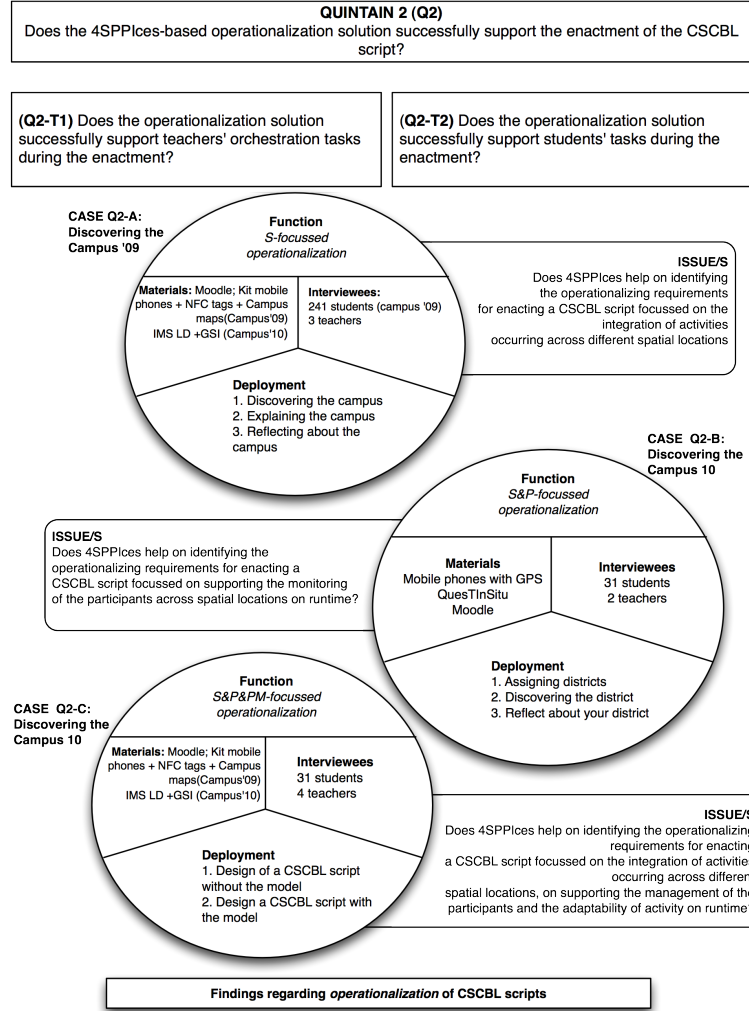 QUINTAIN 2 (Q2)
Does the 4SPPIces-based operationalization solution successfully support the enactment of the CSCBL
script?
(Q2-T1) Does the operationalization solution
successfully support teachers' orchestration tasks
during the enactment?
(Q2-T2) Does the operationalization solution
successfully support students' tasks during the
enactment?
CASE Q2-A:
Discovering the
Campus '09
Function
S-focussed
operationalization
Materials: Moodle; Kit mobile
phones + NFC tags + Campus
maps(Campus'09)
IMS LD +GSI (Campus'10)
Interviewees:
241 students (campus '09)
3 teachers
Deployment
1. Discovering the campus
2. Explaining the campus
3. Reflecting about the
campus
ISSUE/S
Does 4SPPIces help on identifying
the operationalizing requirements
for enacting a CSCBL script focussed on the
integration of activities
occurring across different spatial locations
CASE Q2-B:
Discovering the
Campus 10
Function
S&P-focussed
operationalization
Materials
Mobile phones with GPS
QuesTInSitu
Moodle
Interviewees
31 students
2 teachers
Deployment
1. Assigning districts
2. Discovering the district
3. Reflect about your district
ISSUE/S
Does 4SPPIces help on identifying the
operationalizing requirements for enacting a
CSCBL script focussed on supporting the monitoring
of the participants across spatial locations on runtime?
CASE Q2-C:
Discovering the
Campus 10
Function
S&P&PM-focussed
operationalization
Materials: Moodle; Kit mobile
phones + NFC tags + Campus
maps(Campus'09)
IMS LD +GSI (Campus'10)
Interviewees
31 students
4 teachers
Deployment
1. Design of a CSCBL script
without the model
2. Design a CSCBL script with
the model
ISSUE/S
Does 4SPPIces help on identifying the operationalizing
requirements for enacting
a CSCBL script focussed on the integration of activities
occurring across differen
spatial locations, on supporting the management of the
participants and the adaptability of activity on runtime?
Findings regarding operationalization of CSCBL scripts